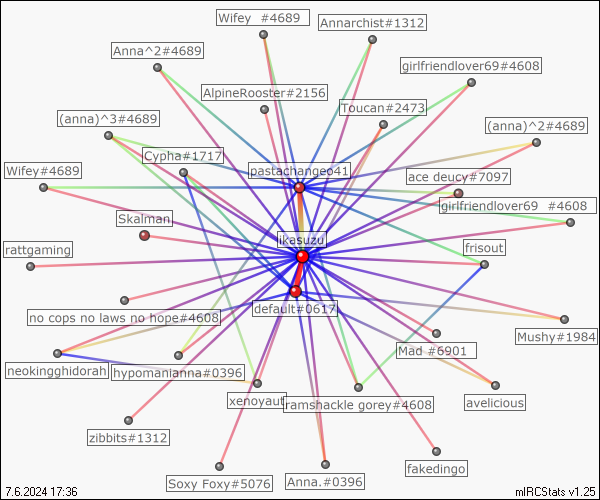 Wifey  #4689
Annarchist#1312
Anna^2#4689
girlfriendlover69#4608
AlpineRooster#2156
Toucan#2473
(anna)^3#4689
(anna)^2#4689
Cypha#1717
Wifey#4689
pastachangeo41
ace deucy#7097
girlfriendlover69  #4608
Skalman
ikasuzu
rattgaming
frisout
default#0617
no cops no laws no hope#4608
Mushy#1984
Mad #6901
neokingghidorah
hypomanianna#0396
xenoyaut
ramshackle gorey#4608
avelicious
zibbits#1312
Soxy Foxy#5076
Anna.#0396
fakedingo
7.6.2024 17:36
mIRCStats v1.25